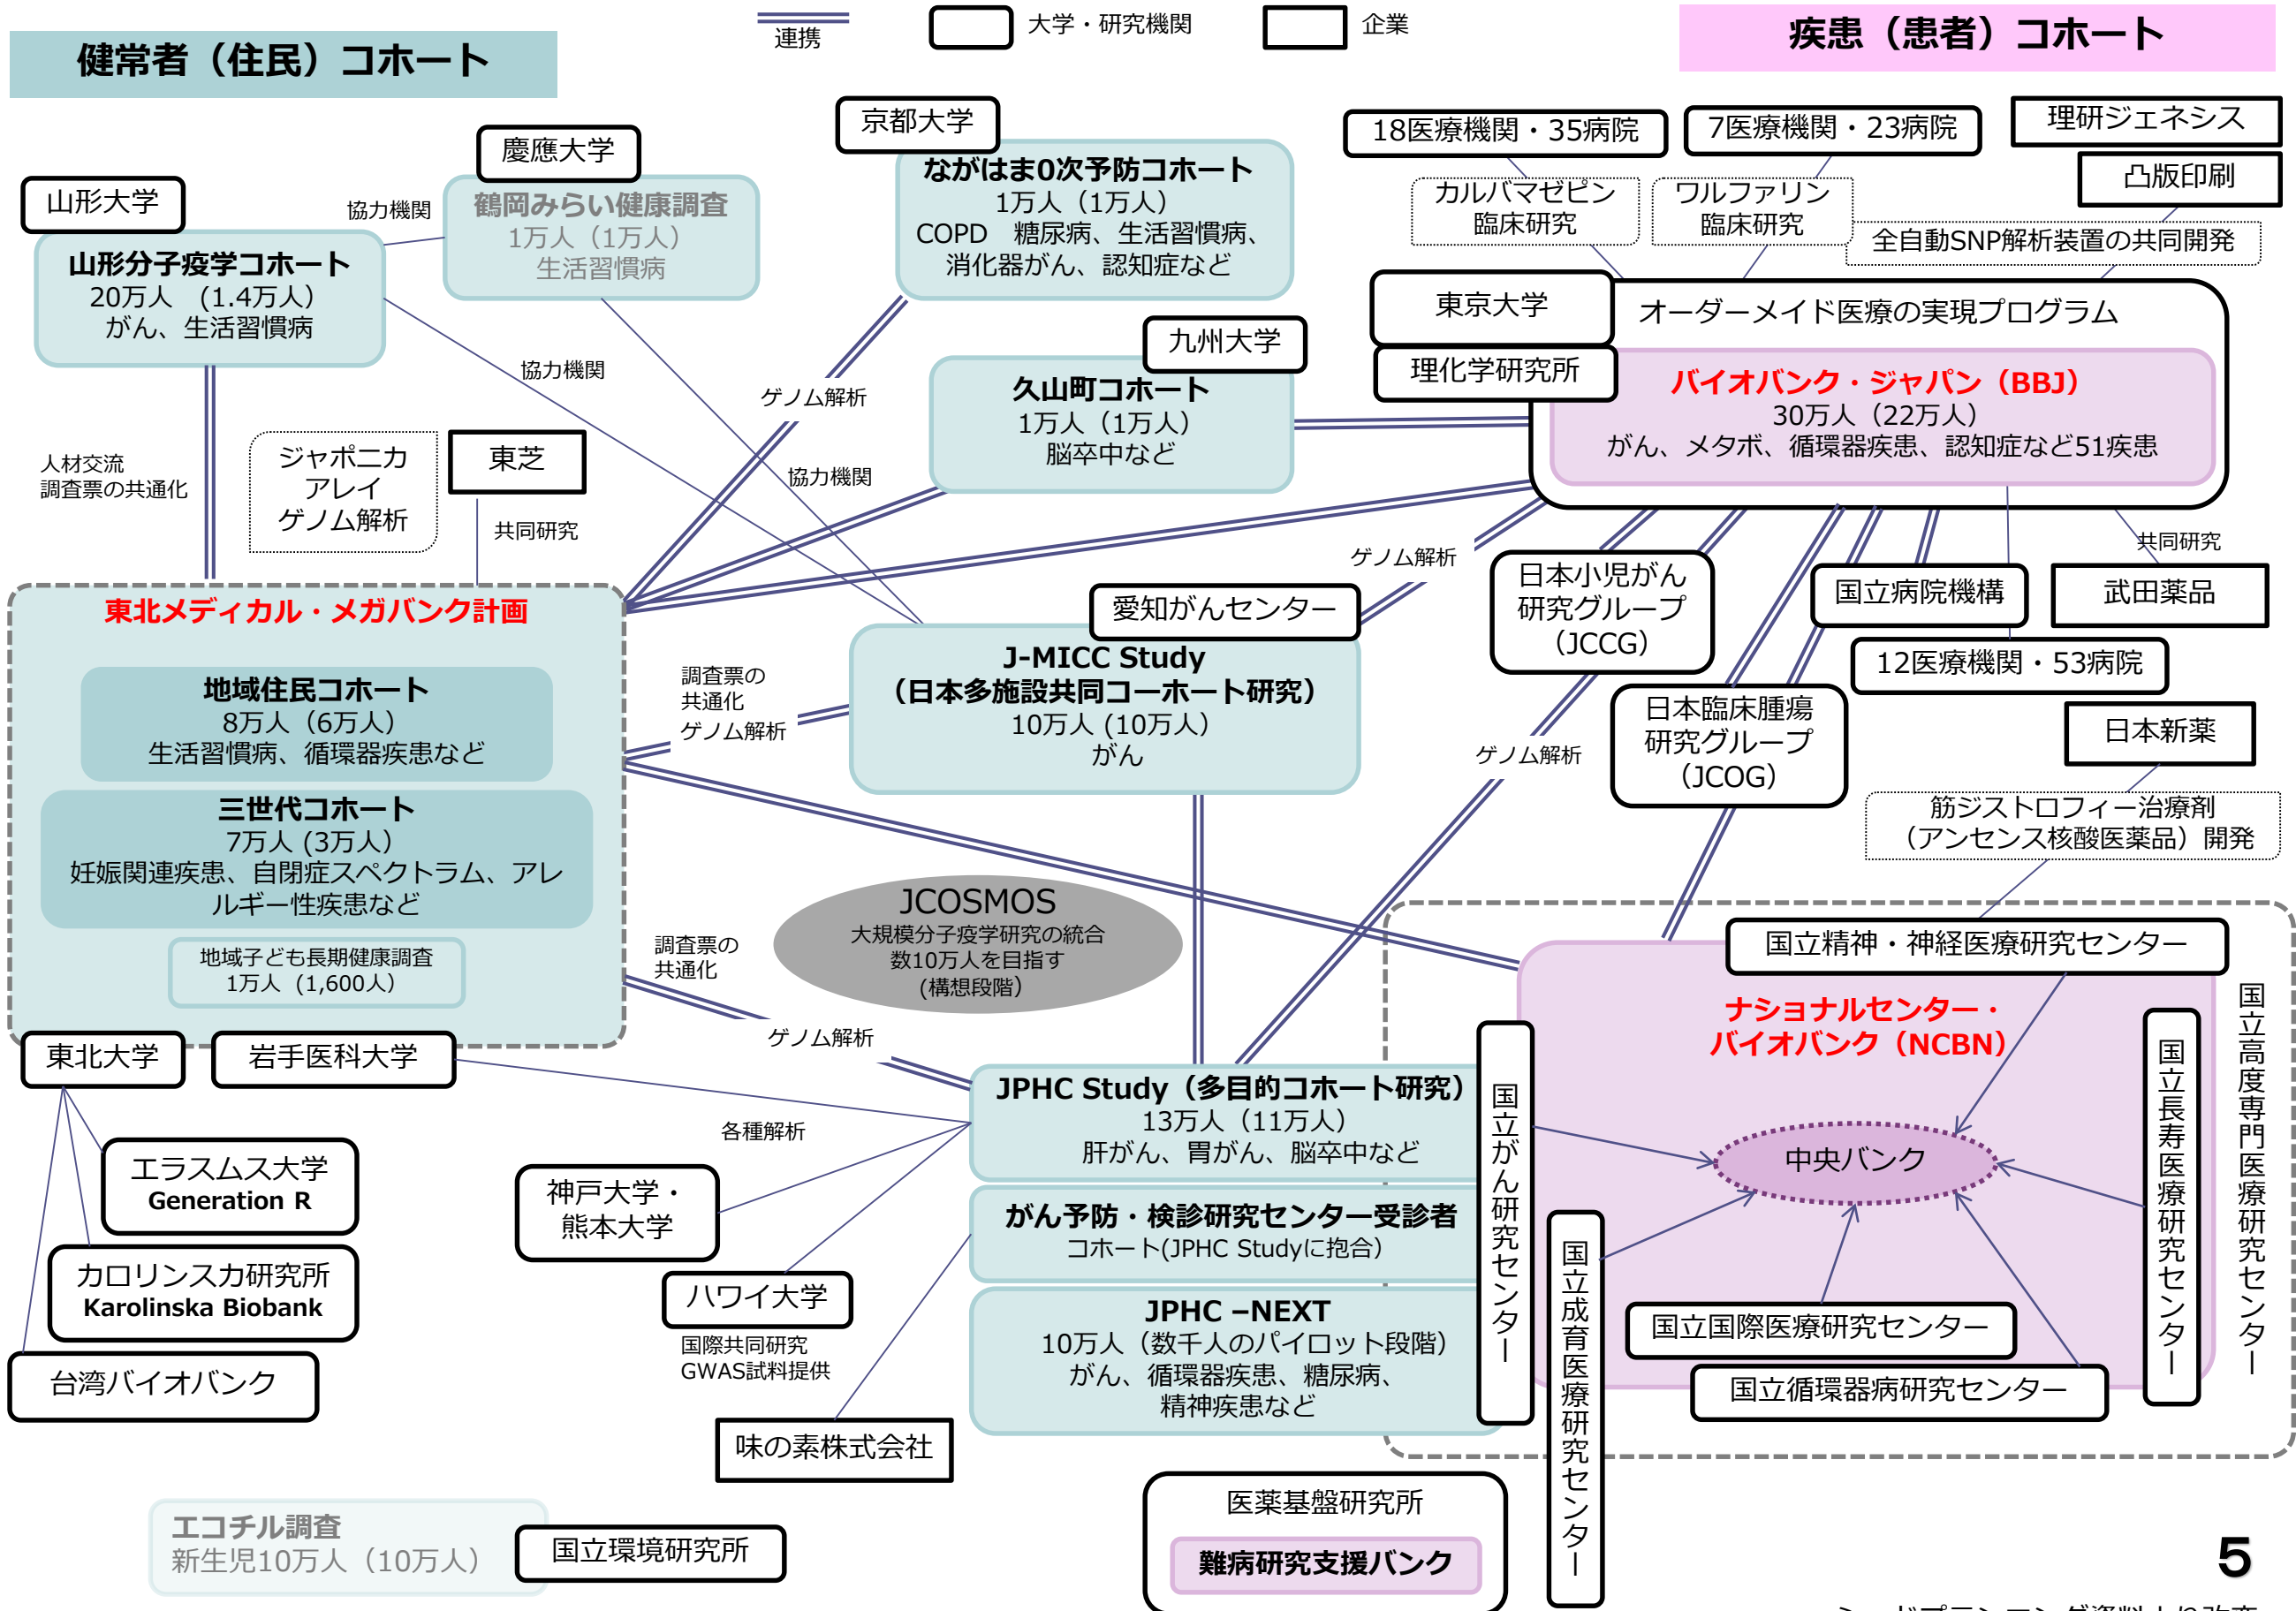 健常者（住民）コホート
連携
大学・研究機関
企業
疾患（患者）コホート
山形大学
山形分子疫学コホート
20万人　(1.4万人）
がん、生活習慣病
協力機関
慶應大学
鶴岡みらい健康調査
1万人（1万人）
生活習慣病
京都大学
ながはま0次予防コホート
1万人（1万人）
COPD　糖尿病、生活習慣病、
消化器がん、認知症など
九州大学
久山町コホート
1万人（1万人）
脳卒中など
18医療機関・35病院
カルバマゼピン
臨床研究
7医療機関・23病院
ワルファリン
臨床研究
理研ジェネシス
凸版印刷
全自動SNP解析装置の共同開発
東京大学
理化学研究所
オーダーメイド医療の実現プログラム
バイオバンク・ジャパン（BBJ）
30万人（22万人）
がん、メタボ、循環器疾患、認知症など51疾患
協力機関
ゲノム解析
協力機関
人材交流
調査票の共通化
ジャポニカ
アレイ
ゲノム解析
東芝
共同研究
ゲノム解析
共同研究
東北メディカル・メガバンク計画
地域住民コホート
8万人（6万人）
生活習慣病、循環器疾患など
三世代コホート
7万人 (3万人）
妊娠関連疾患、自閉症スペクトラム、アレ
ルギー性疾患など
地域子ども長期健康調査
1万人（1,600人）
東北大学
岩手医科大学
愛知がんセンター
J-MICC Study
（日本多施設共同コーホート研究）
10万人 (10万人）
がん
調査票の
共通化
ゲノム解析
日本小児がん
研究グループ
（JCCG）
国立病院機構
武田薬品
12医療機関・53病院
日本臨床腫瘍
研究グループ
（JCOG）
日本新薬
筋ジストロフィー治療剤
（アンセンス核酸医薬品）開発
ゲノム解析
JCOSMOS
大規模分子疫学研究の統合
数10万人を目指す
(構想段階）
調査票の
共通化
ゲノム解析
国立精神・神経医療研究センター
ナショナルセンター・
バイオバンク（NCBN）
中央バンク
国立がん研究センター
国立成育医療研究センター
国立国際医療研究センター
国立循環器病研究センター
国立長寿医療研究センター
国立高度専門医療研究センター
JPHC Study（多目的コホート研究）
13万人（11万人）
肝がん、胃がん、脳卒中など
がん予防・検診研究センター受診者
コホート(JPHC Studyに抱合）
JPHC –NEXT
10万人（数千人のパイロット段階）
がん、循環器疾患、糖尿病、
精神疾患など
各種解析
エラスムス大学
Generation R
カロリンスカ研究所
Karolinska Biobank
台湾バイオバンク
神戸大学・
熊本大学
ハワイ大学
国際共同研究
GWAS試料提供
味の素株式会社
エコチル調査
新生児10万人（10万人）
国立環境研究所
医薬基盤研究所
難病研究支援バンク
5